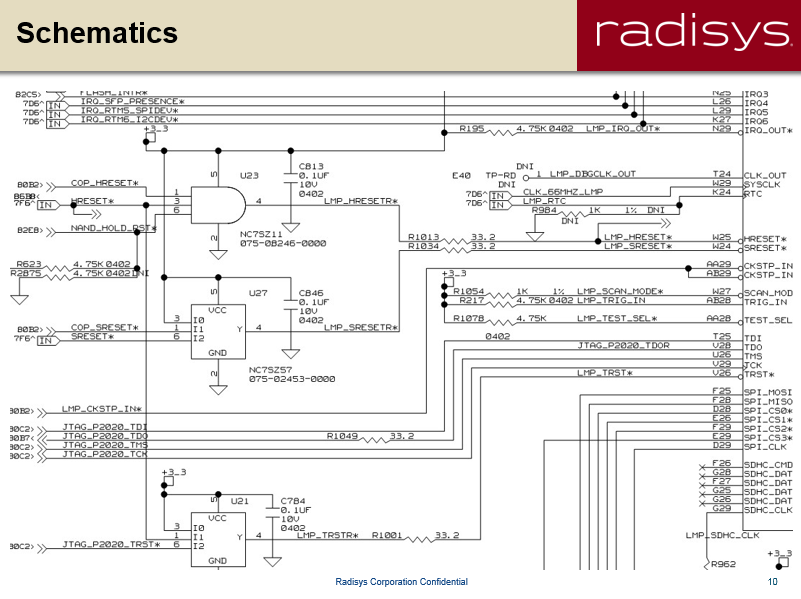 Schematics
radisys.
82C5>
FLASH_INTR*
7D6^ IN IRQ_SFP_PRESENCE*
7D6^ IN IRQ_RTM5_SPIDEV*
7D6^ IN IRQ_RTM6_I2CDEV*
+3_3
N25 IRQ3
L26 IRQ4
L29 IRQ5
K27 IRQ6
R195 4.75K 0402 LMP_IRQ_OUT* N29 IRQ_OUT*
80B2> COP_HRESET*
7F6^ IN HRESET*
82E8> NAND_HOLD_RST*
1
3
6
5
U23
4
2
NC7SZ11
075-08246-0000
C813
0.1UF
10V
0402
LMP_HRESETR*
DNI
E40 TP-RD 1 LMP_DBGCLK_OUT T24 CLK_OUT
DNI W29 SYSCLK
7D6^ IN CLK_66MHZ_LMP K24 RTC
7D6^ IN LMP_RTC
R984 1K 1% DNI
DNI
R1013 33.2 LMP_HRESET* W25 HRESET*
R1034 33.2 LMP_SRESET* W24 SRESET*
R623 4.75K 0402
R2875 4.75K 0402 DNI
AA29 CKSTP_IN
AB29 CKSTP_IN
+3_3
R1054 1K 1% LMP_SCAN_MODE* W27 SCAN_MOD
R217 4.75K 0402 LMP_TRIG_IN AB28 TRIG_IN
R1078 4.75K LMP_TEST_SEL* AA28 TEST_SEL
0402
5
U27
VCC
C846
0.1UF
10V
0402
80B2> COP_SRESET*
7F6^ IN SRESET*
3 I0
1 I1
6 I2
Y 4
LMP_SRESETR*
GND
2
NC7SZ57
075-02453-0000
T25 TDI
JTAG_P2020_TDOR V28 TDO
U26 TMS
V29 TCK
LMP_TRST* V26 TRST*
80B2> LMP_CKSTP_IN*
80C2> JTAG_P2020_TDI
80B7< JTAG_P2020_TDO R1049 33.2
80C2> JTAG_P2020_TMS
80C2> JTAG_P2020_TCK
F25 SPI_MOSI
F28 SPI_MISO
D28 SPI_CS0*
E26 SPI_CS1*
F29 SPI_CS2*
E29 SPI_CS3*
D29 SPI_CLK
F26 SDHC_CMD
G28 SDHC_DAT
F27 SDHC_DAT
G25 SDHC_DAT
G26 SDHC_DAT
G29 SDHC_CLK
+3_3
5
U21
VCC
C784
0.1UF
10V
0402
3 I0
1 I1
6 I2
Y 4
80C2> JTAG_P2020_TRST*
LMP_TRSTR* R1001 33.2
GND
LMP_SDHC_CLK
+3_3
R962
Radisys Corporation Confidential
10